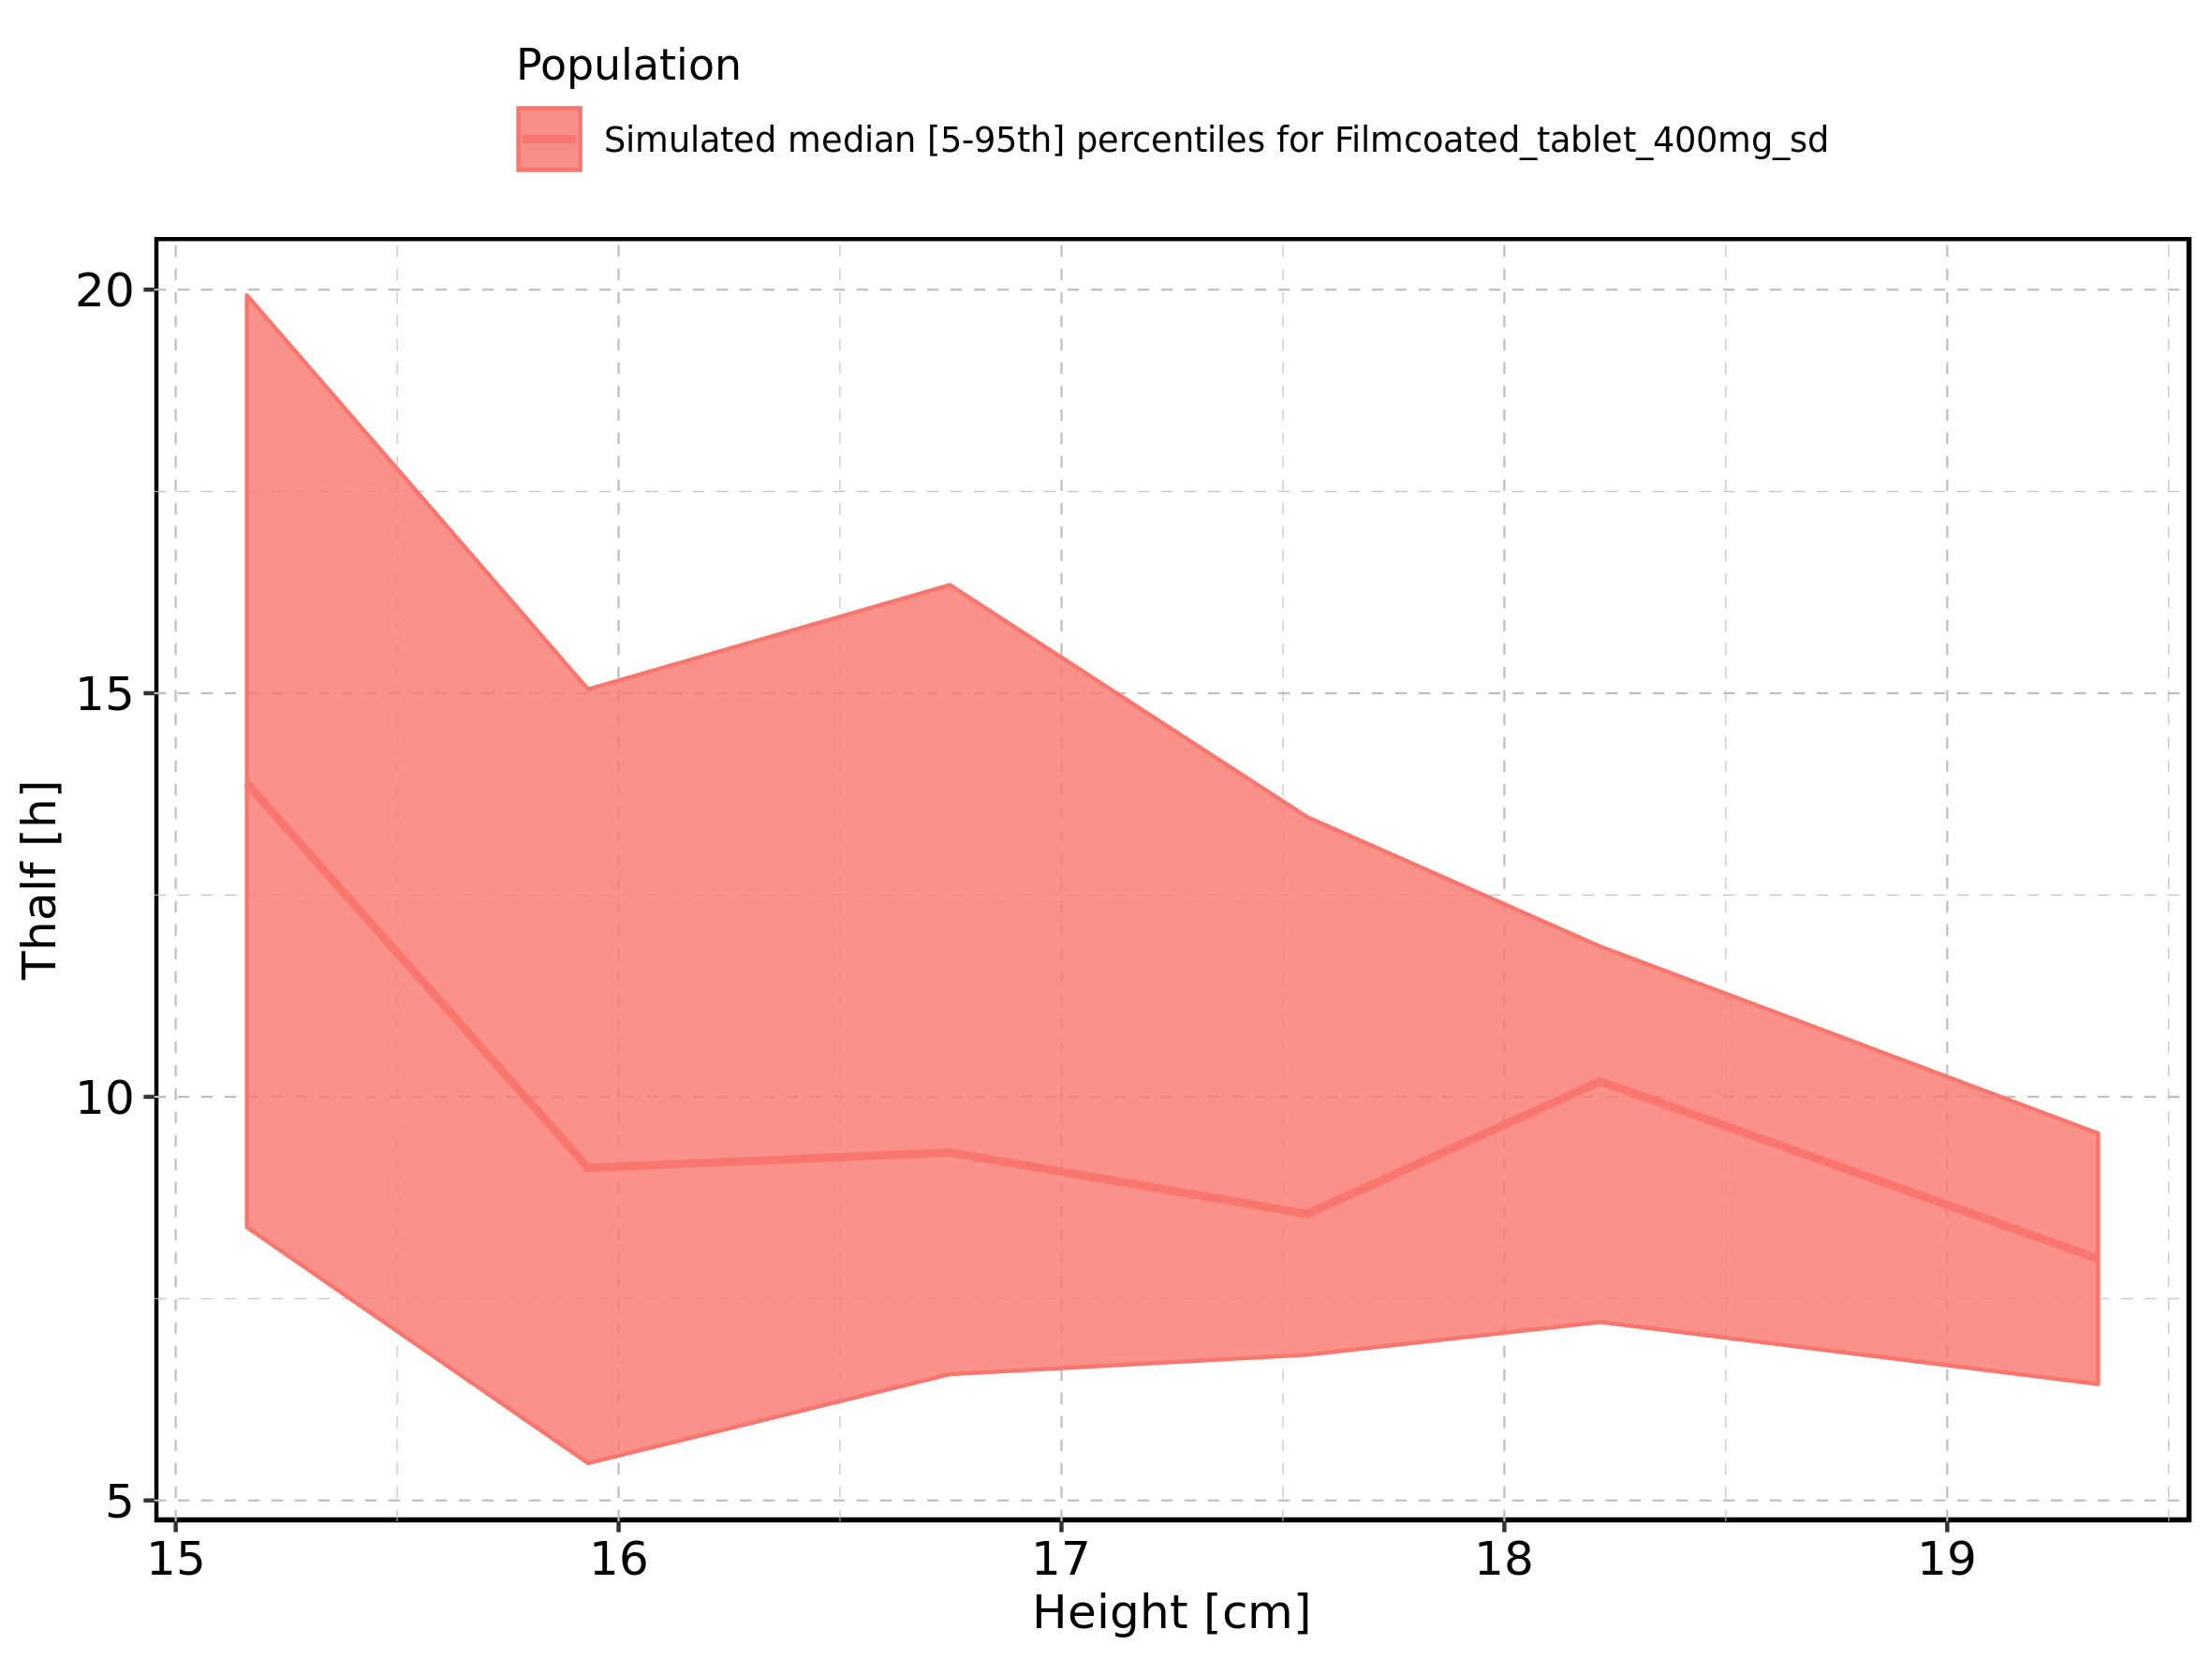 Population
Simulated median [5-95th] percentiles for Filmcoated_tablet_400mg_sd
20
15
10
5
Thalf [h]
15 16 17 18 19
Height [cm]